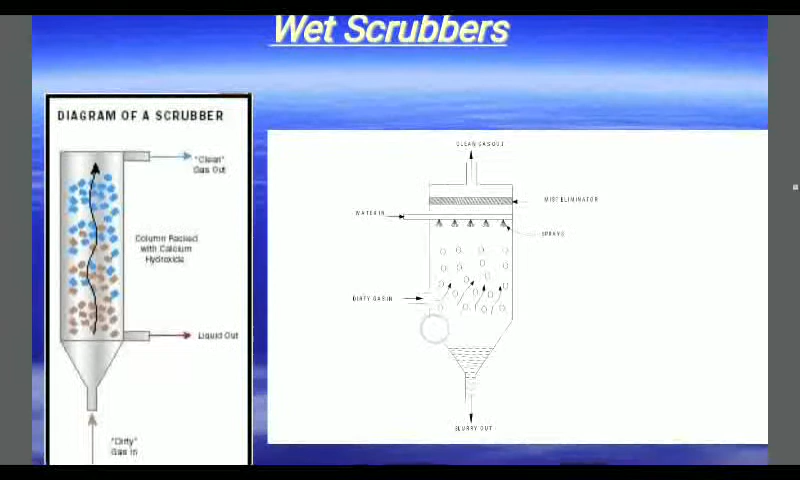 Wet Scrubbers
DIAGRAM OF A SCRUBBER
"Clean"
Gas Out
Column Packed
with Calcium
Hydroxide
Liquid Out
"Dirty"
Gas In
CLEAN GAS OUT
MIST ELIMINATOR
WATER IN
SPRAYS
DIRTY GAS IN
SLURRY OUT